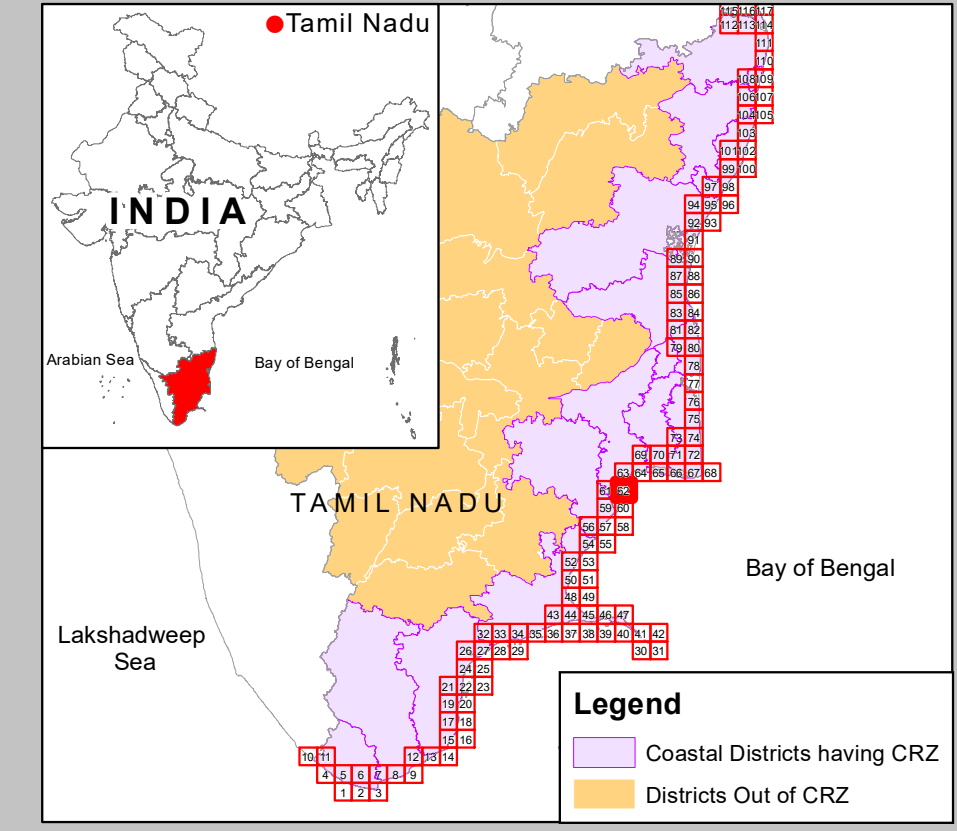 Tamil Nadu
INDIA
Arabian Sea
Bay of Bengal
115 116 117
112 113 114
111
110
108 109
106 107
104 105
103
101 102
99 100
97 98
94 95 96
92 93
91
89 90
87 88
85 86
83 84
81 82
79 80
78
77
76
75
73 74
69 70 71 72
63 64 65 66 67 68
61 62
59 60
TAMIL NADU
56 57 58
54 55
52 53
Bay of Bengal
50 51
48 49
43 44 45 46 47
32 33 34 35 36 37 38 39 40 41 42
Lakshadweep
Sea
26 27 28 29 30 31
24 25
21 22 23
19 20
17 18
15 16
10 11 12 13 14
4 5 6 7 8 9
1 2 3
Legend
Coastal Districts having CRZ
Districts Out of CRZ